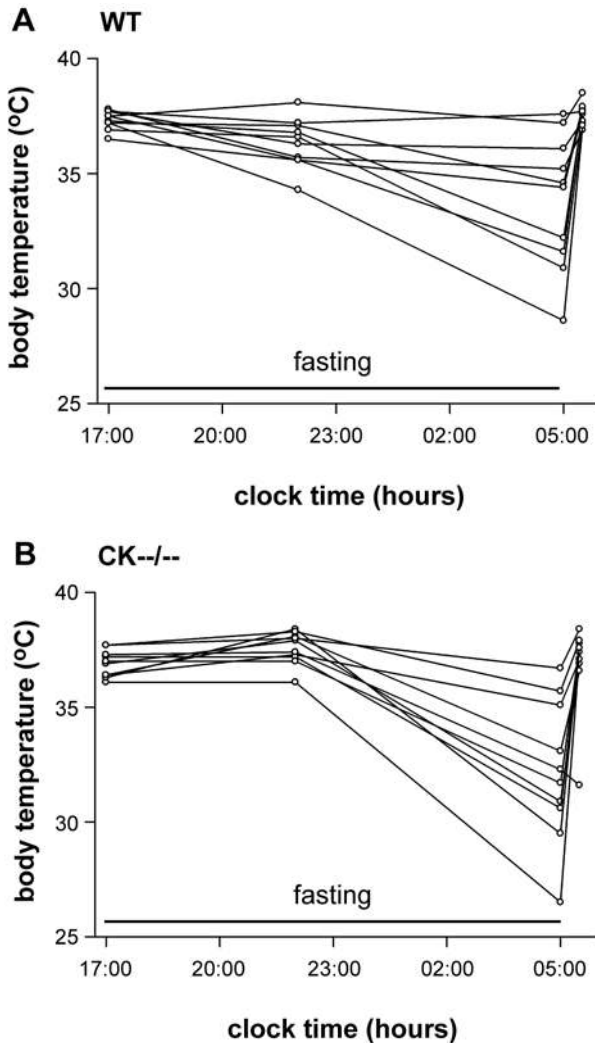 A WT
body temperature (ºC)
40
35
30
25
fasting
17:00 20:00 23:00 02:00 05:00
clock time (hours)
B CK--/--
body temperature (ºC)
40
35
30
25
fasting
17:00 20:00 23:00 02:00 05:00
clock time (hours)